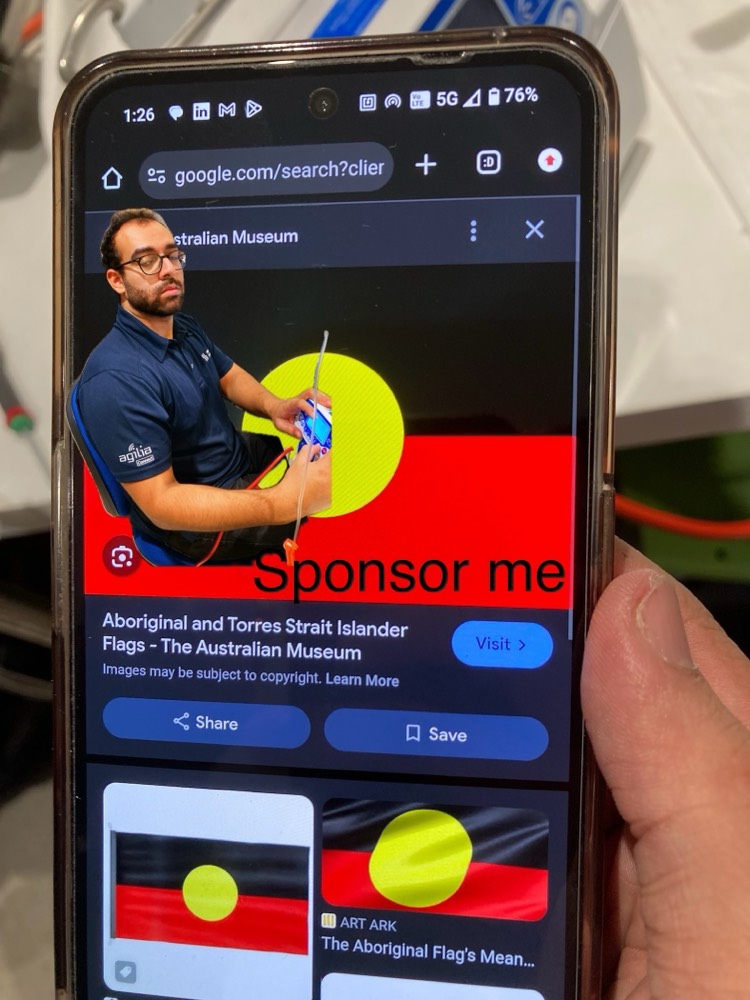 1:26
5G 76%
google.com/search?clier
stralian Museum
agilia
Sponsor me
Aboriginal and Torres Strait Islander
Flags - The Australian Museum
Visit >
Images may be subject to copyright. Learn More
Share
Save
ART ARK
The Aboriginal Flag's Mean...